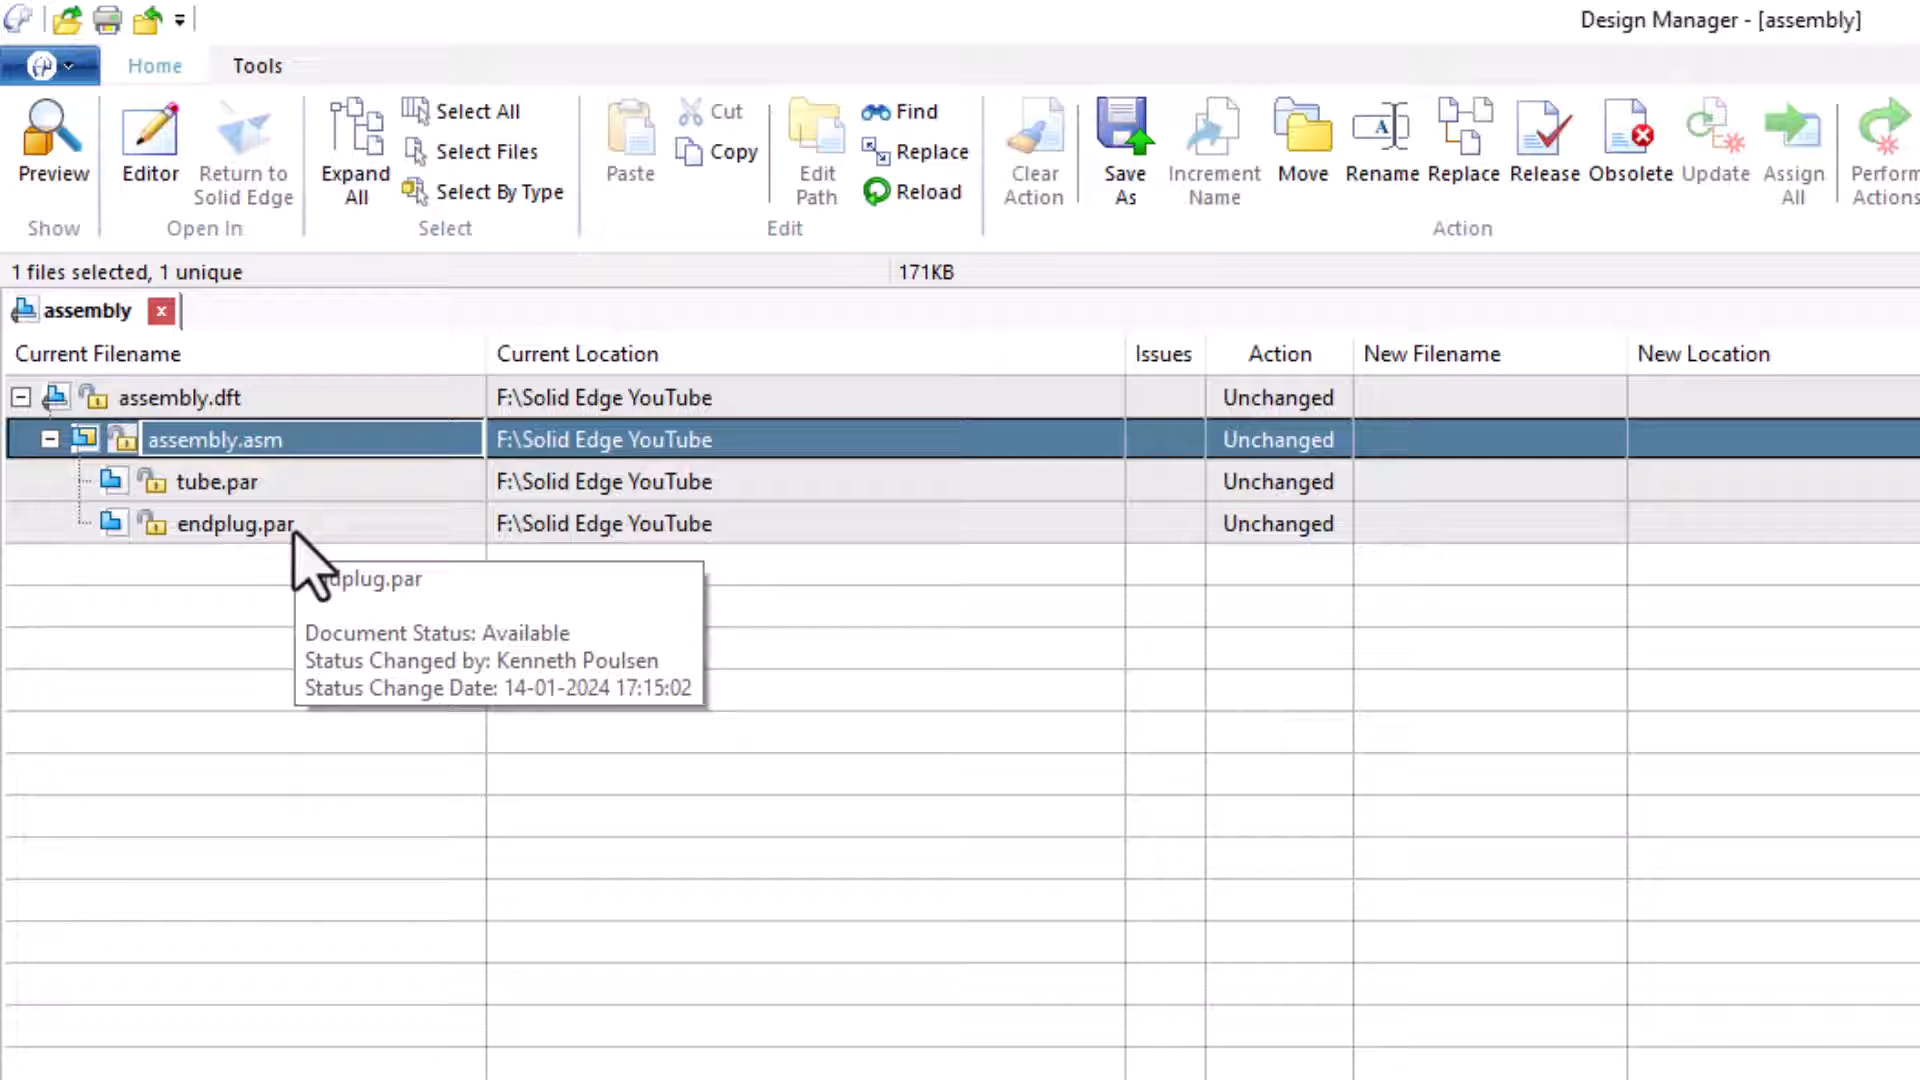 Design Manager - [assembly]
Home Tools
Preview Editor Return to Solid Edge Expand All Select All Select Files Select By Type Paste Cut Copy Edit Path Find Replace Reload Clear Action Save As Increment Name Move Rename Replace Release Obsolete Update Assign All Perform Actions
Show Open In Select Edit Action
1 files selected, 1 unique 171KB
assembly
Current Filename Current Location Issues Action New Filename New Location
assembly.dft F:\Solid Edge YouTube Unchanged
assembly.asm F:\Solid Edge YouTube Unchanged
tube.par F:\Solid Edge YouTube Unchanged
endplug.par F:\Solid Edge YouTube Unchanged
dplug.par
Document Status: Available
Status Changed by: Kenneth Poulsen
Status Change Date: 14-01-2024 17:15:02